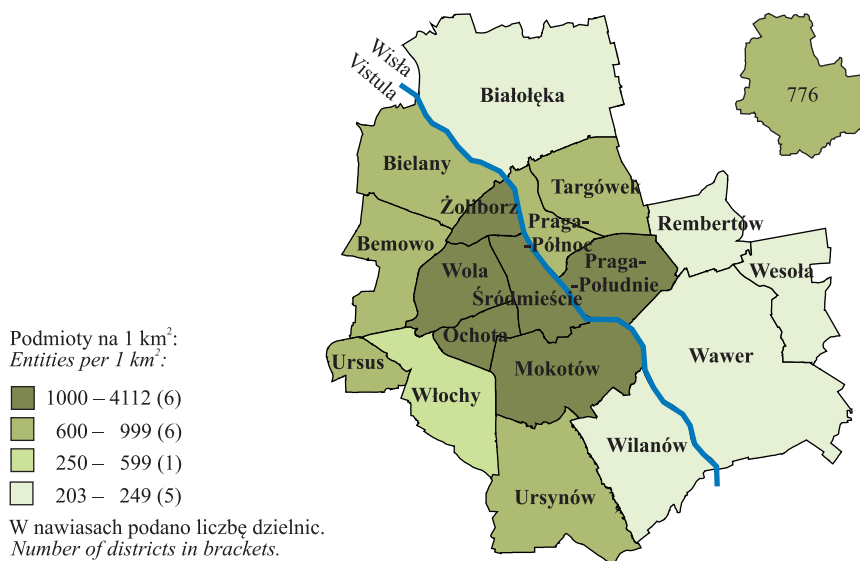 Wisła
Vistula
Białołęka
776
Bielany
Targówek
Żoliborz
Praga-
-Północ
Rembertów
Bemowo
Wola
Praga-
-Południe
Wesoła
Śródmieście
Ochota
Wawer
Ursus
Mokotów
Włochy
Wilanów
Ursynów
Podmioty na 1 km²:
Entities per 1 km²:
1000 – 4112 (6)
600 – 999 (6)
250 – 599 (1)
203 – 249 (5)
W nawiasach podano liczbę dzielnic.
Number of districts in brackets.